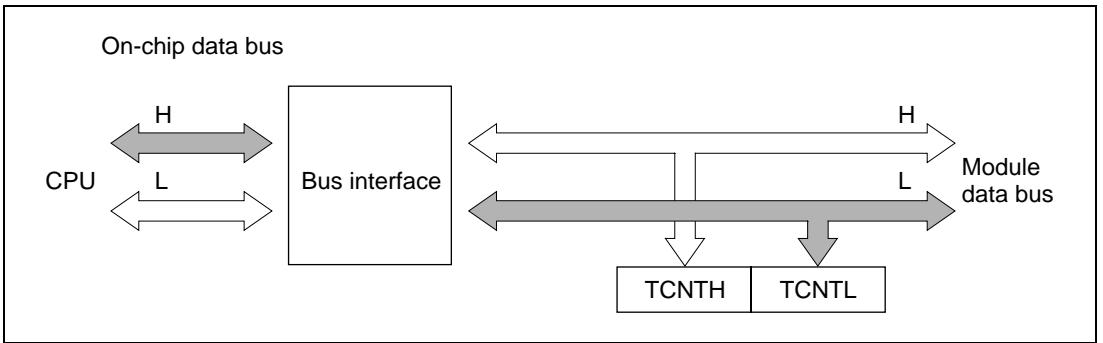 On-chip data bus
H
H
CPU
L
Bus interface
L
Module
data bus
TCNTH
TCNTL